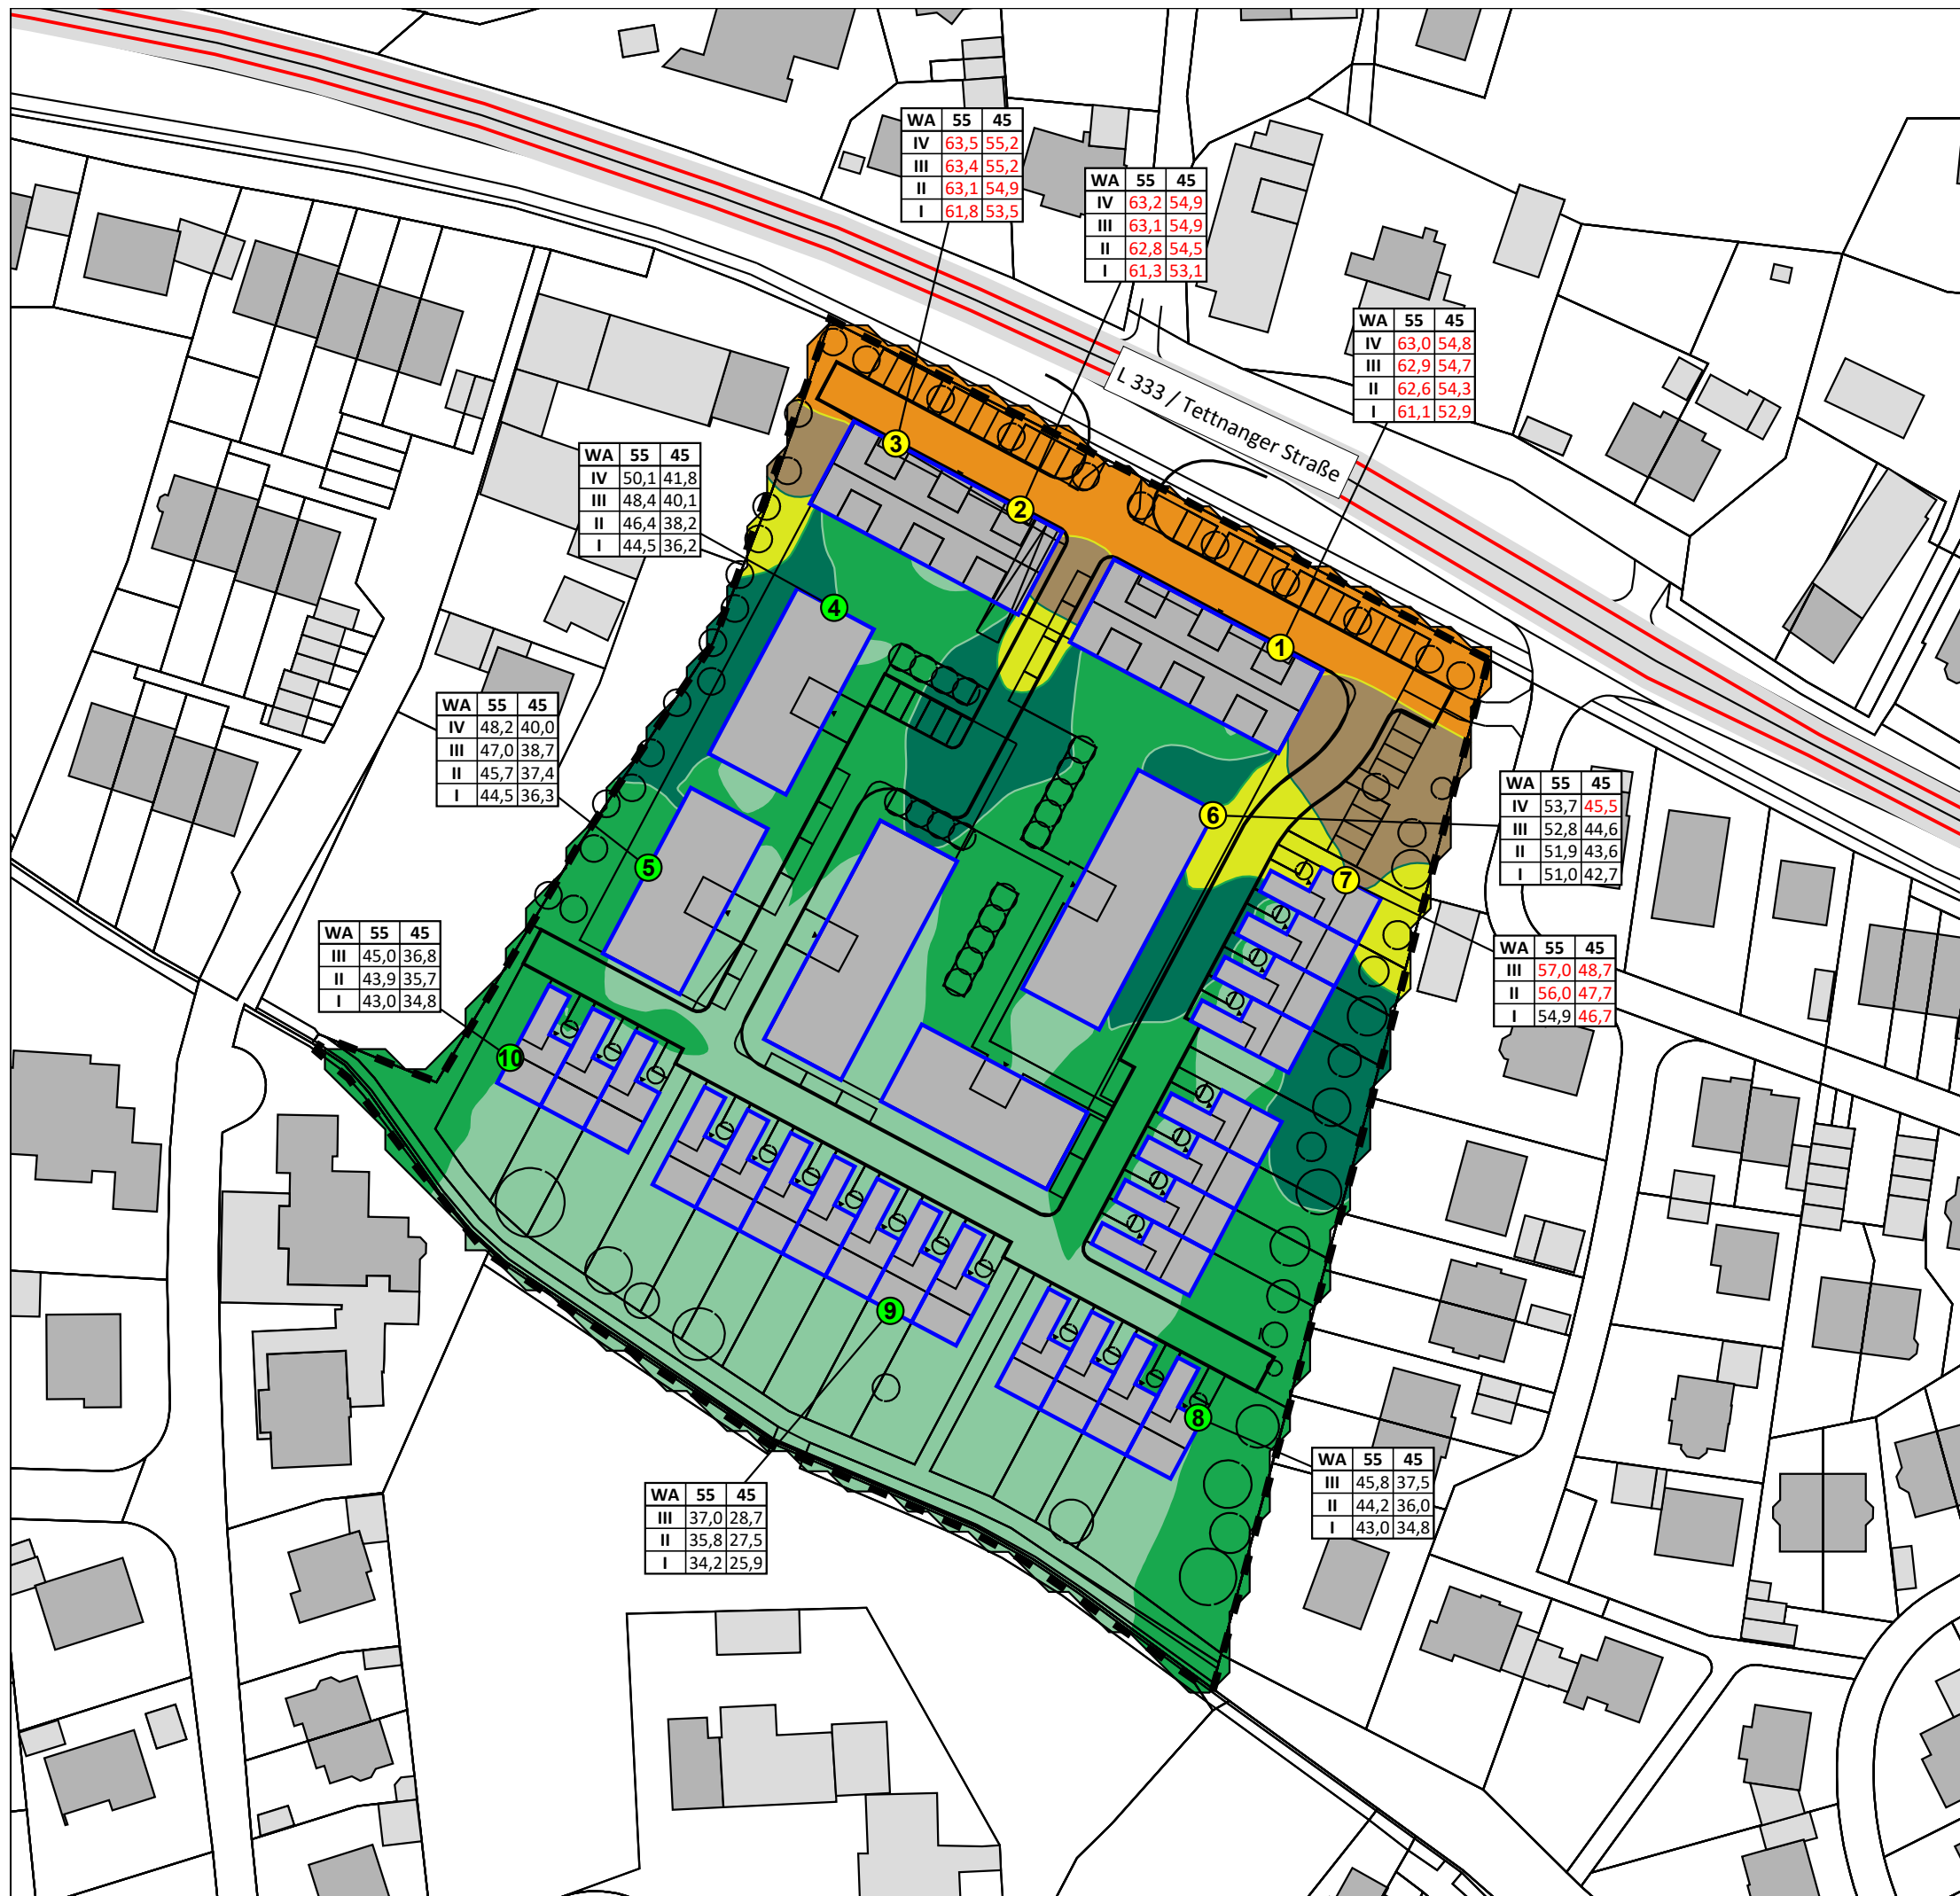 WA 55 45
IV 63,5 55,2
III 63,4 55,2
II 63,1 54,9
I 61,8 53,5
WA 55 45
IV 63,2 54,9
III 63,1 54,9
II 62,8 54,5
I 61,3 53,1
WA 55 45
IV 63,0 54,8
III 62,9 54,7
II 62,6 54,3
I 61,1 52,9
L 333 / Tettnanger Straße
3
WA 55 45
IV 50,1 41,8
III 48,4 40,1
II 46,4 38,2
I 44,5 36,2
2
4
1
WA 55 45
IV 48,2 40,0
III 47,0 38,7
II 45,7 37,4
I 44,5 36,3
WA 55 45
IV 53,7 45,5
III 52,8 44,6
II 51,9 43,6
I 51,0 42,7
6
5
7
WA 55 45
III 45,0 36,8
II 43,9 35,7
I 43,0 34,8
WA 55 45
III 57,0 48,7
II 56,0 47,7
I 54,9 46,7
10
9
8
WA 55 45
III 45,8 37,5
II 44,2 36,0
I 43,0 34,8
WA 55 45
III 37,0 28,7
II 35,8 27,5
I 34,2 25,9